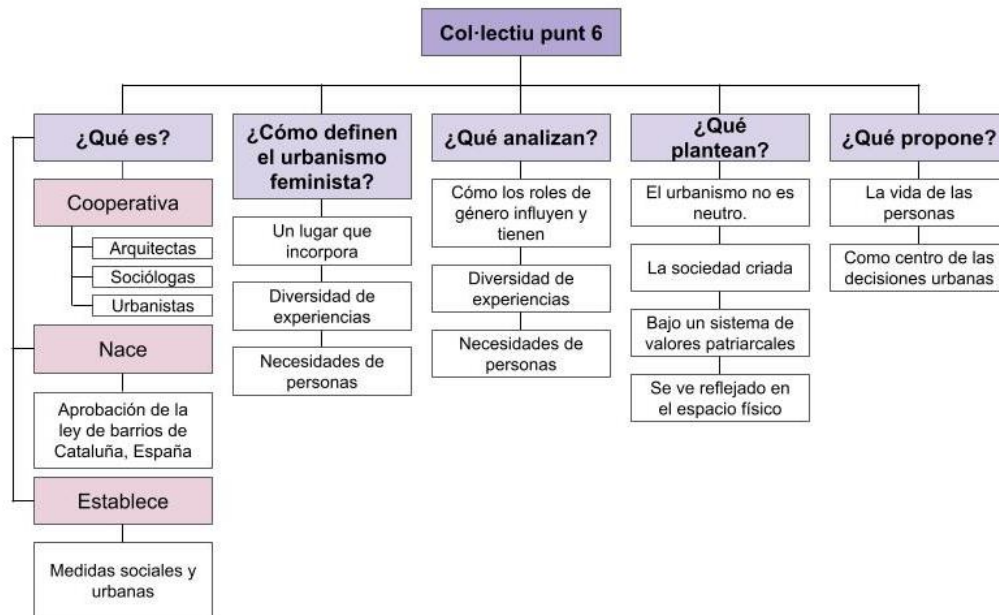 Col·lectiu punt 6
¿Qué es?
Cooperativa
Arquitectas
Sociólogas
Urbanistas
Nace
Aprobación de la
ley de barrios de
Cataluña, España
Establece
Medidas sociales y
urbanas
¿Cómo definen
el urbanismo
feminista?
Un lugar que
incorpora
Diversidad de
experiencias
Necesidades de
personas
¿Qué analizan?
Cómo los roles de
género influyen y
tienen
Diversidad de
experiencias
Necesidades de
personas
¿Qué
plantean?
El urbanismo no es
neutro.
La sociedad criada
Bajo un sistema de
valores patriarcales
Se ve reflejado en
el espacio físico
¿Qué propone?
La vida de las
personas
Como centro de las
decisiones urbanas